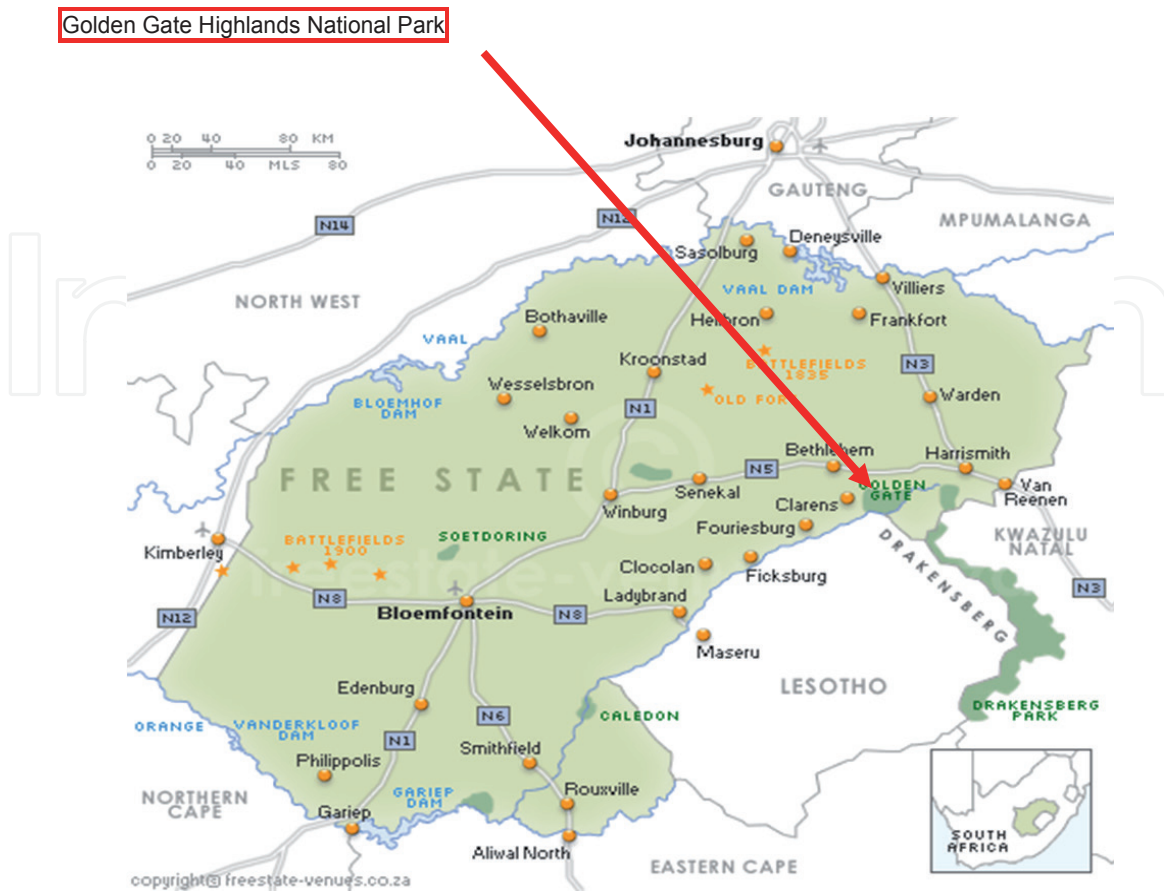 Golden Gate Highlands National Park
0 20 40 80 KM
0 20 40 MLS 80
Johannesburg
GAUTENG
MPUMALANGA
N14
N12
Deneysville
Sasolburg
NORTH WEST
VAAL DAM
Villiers
Bothaville
Heilbron
Frankfort
VAAL
Kroonstad
BATTLEFIELDS
1835
N3
Wesselsbron
OLD FORT
Warden
BLOEMHOF
DAM
N1
Welkom
Bethlehem
Harrismith
FREE STATE
N5
Senekal
GOLDEN
GATE
Van
Reenen
Clarens
Winburg
Fouriesburg
SOETDORING
KWAZULU
NATAL
BATTLEFIELDS
1900
Kimberley
DRAKENSBERG
Clocolan
Ficksburg
freestate-venues.co.za
N8
Ladybrand
N3
N12
Bloemfontein
N8
Maseru
LESOTHO
Edenburg
ORANGE
VANDERKLOOF
DAM
N6
CALEDON
DRAKENSBERG
PARK
N1
Smithfield
Philippolis
NORTHERN
CAPE
GARIEP
DAM
Rouxville
Gariep
SOUTH
AFRICA
Aliwal North
EASTERN CAPE
copyright© freestate-venues.co.za